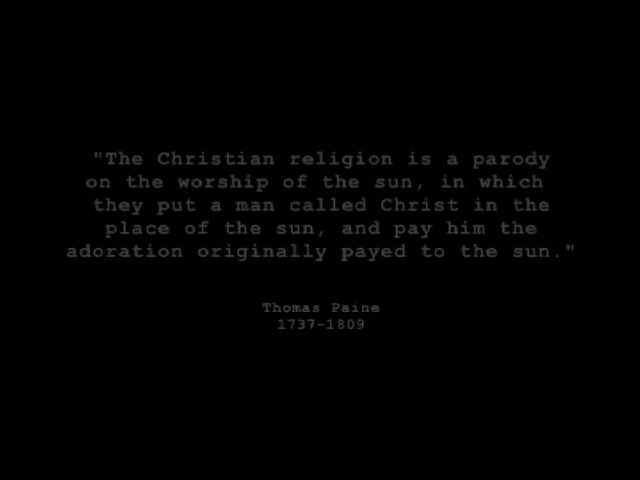 "The Christian religion is a parody
on the worship of the sun, in which
they put a man called Christ in the
place of the sun, and pay him the
adoration originally payed to the sun."
Thomas Paine
1737-1809